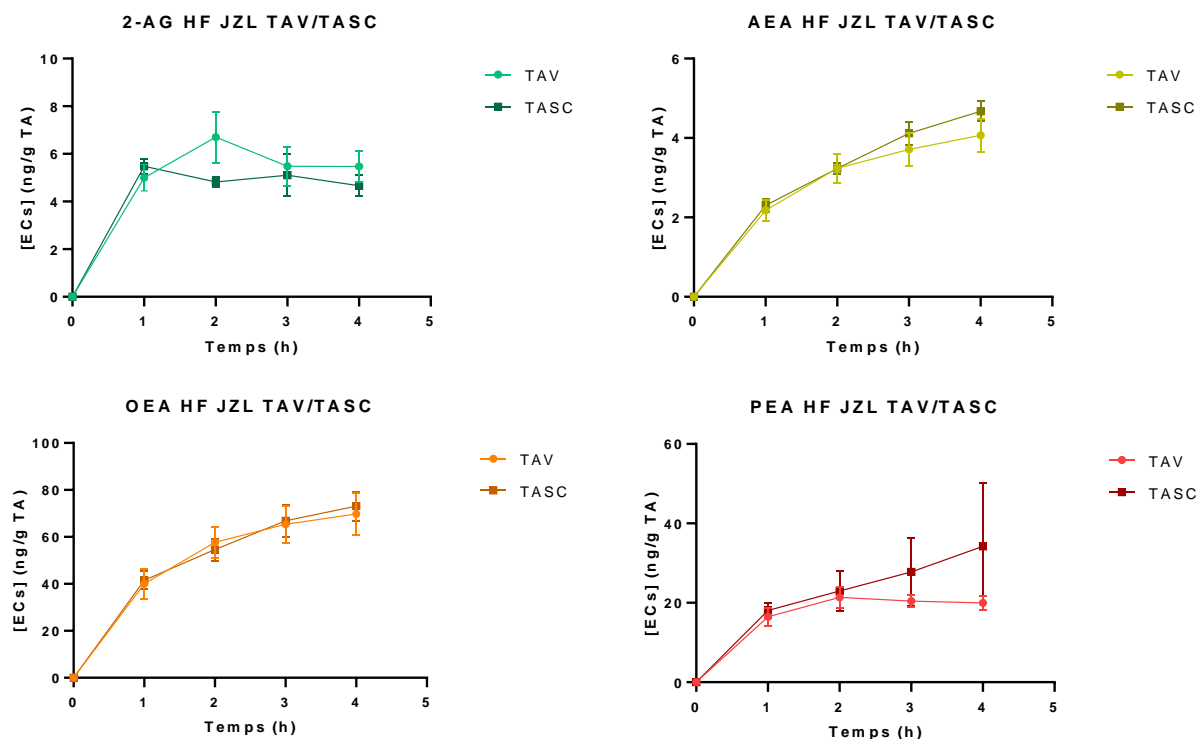 2-AG HF JZL TAV/TASC
[ECs] (ng/g TA)
10
8
6
4
2
0
0 1 2 3 4 5
Temps (h)
TAV
TASC
AEA HF JZL TAV/TASC
[ECs] (ng/g TA)
6
4
2
0
0 1 2 3 4 5
Temps (h)
TAV
TASC
OEA HF JZL TAV/TASC
[ECs] (ng/g TA)
100
80
60
40
20
0
0 1 2 3 4 5
Temps (h)
TAV
TASC
PEA HF JZL TAV/TASC
[ECs] (ng/g TA)
60
40
20
0
0 1 2 3 4 5
Temps (h)
TAV
TASC